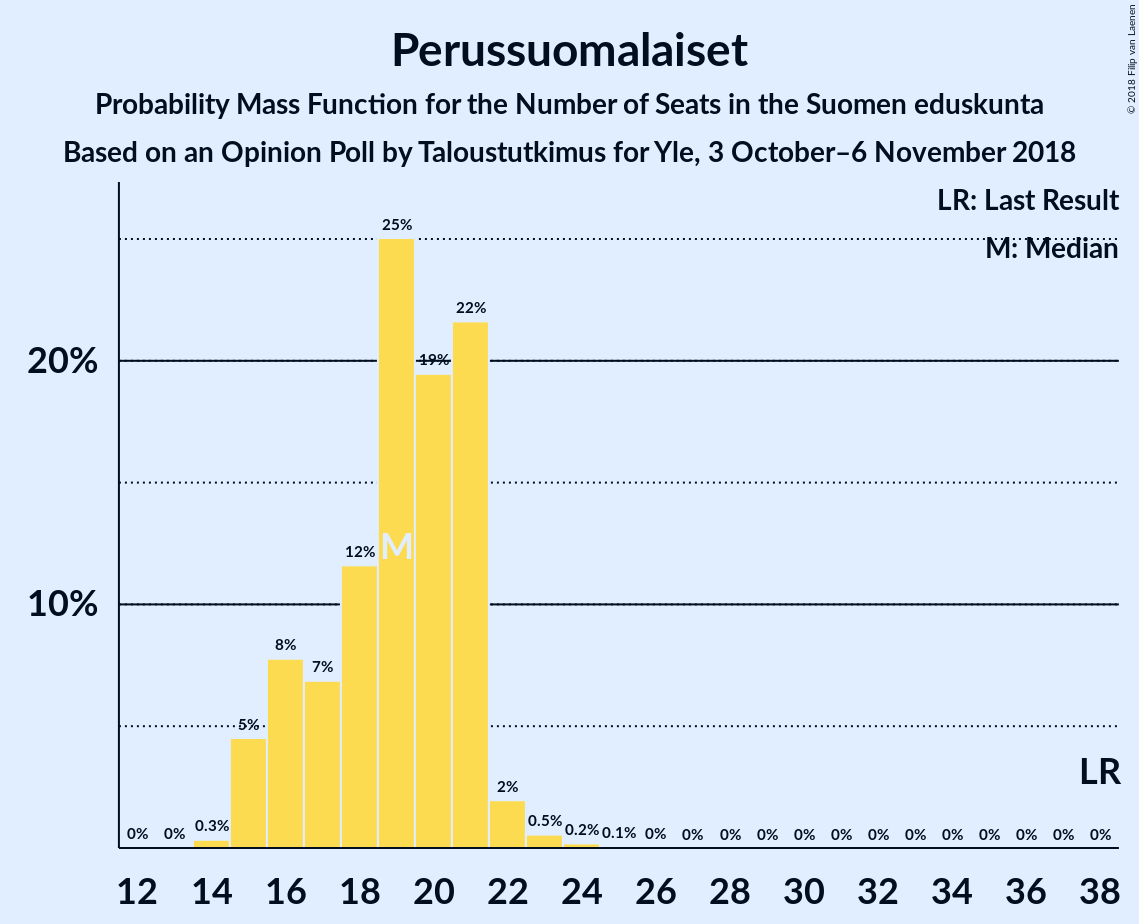 Perussuomalaiset
Probability Mass Function for the Number of Seats in the Suomen eduskunta
Based on an Opinion Poll by Taloustutkimus for Yle, 3 October–6 November 2018
© 2018 Filip van Laenen
LR: Last Result
M: Median
20%
10%
0% 0% 0.3% 5% 8% 7% 12% 25% 19% 22% 2% 0.5% 0.2% 0.1% 0% 0% 0% 0% 0% 0% 0% 0% 0% 0% 0% 0% 0%
M
LR
12 14 16 18 20 22 24 26 28 30 32 34 36 38